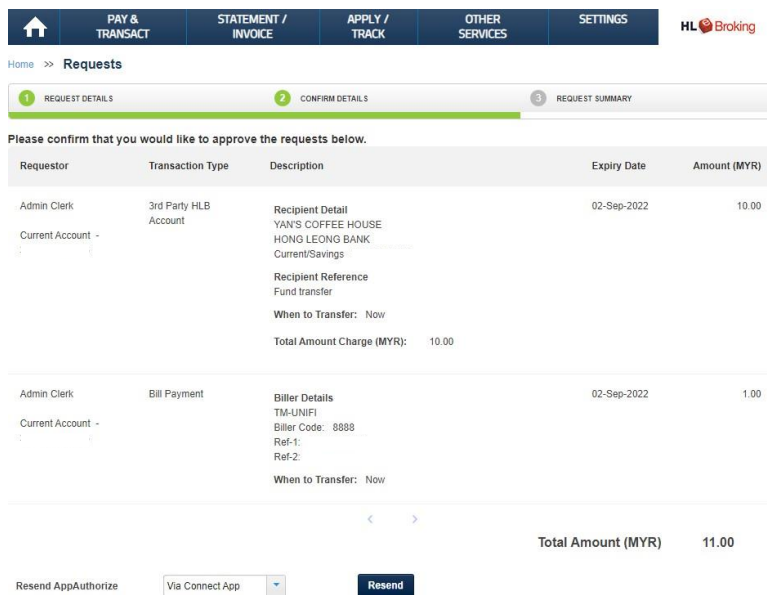 PAY &
TRANSACT
STATEMENT /
INVOICE
APPLY /
TRACK
OTHER
SERVICES
SETTINGS
HL Broking
Home >> Requests
1 REQUEST DETAILS
2 CONFIRM DETAILS
3 REQUEST SUMMARY
Please confirm that you would like to approve the requests below.
Requestor Transaction Type Description Expiry Date Amount (MYR)
Admin Clerk
Current Account -
3rd Party HLB
Account
Recipient Detail
YAN'S COFFEE HOUSE
HONG LEONG BANK
Current/Savings
Recipient Reference
Fund transfer
When to Transfer: Now
Total Amount Charge (MYR): 10.00
02-Sep-2022
10.00
Admin Clerk
Current Account -
Bill Payment
Biller Details
TM-UNIFI
Biller Code: 8888
Ref-1:
Ref-2:
When to Transfer: Now
02-Sep-2022
1.00
< >
Total Amount (MYR) 11.00
Resend AppAuthorize Via Connect App Resend